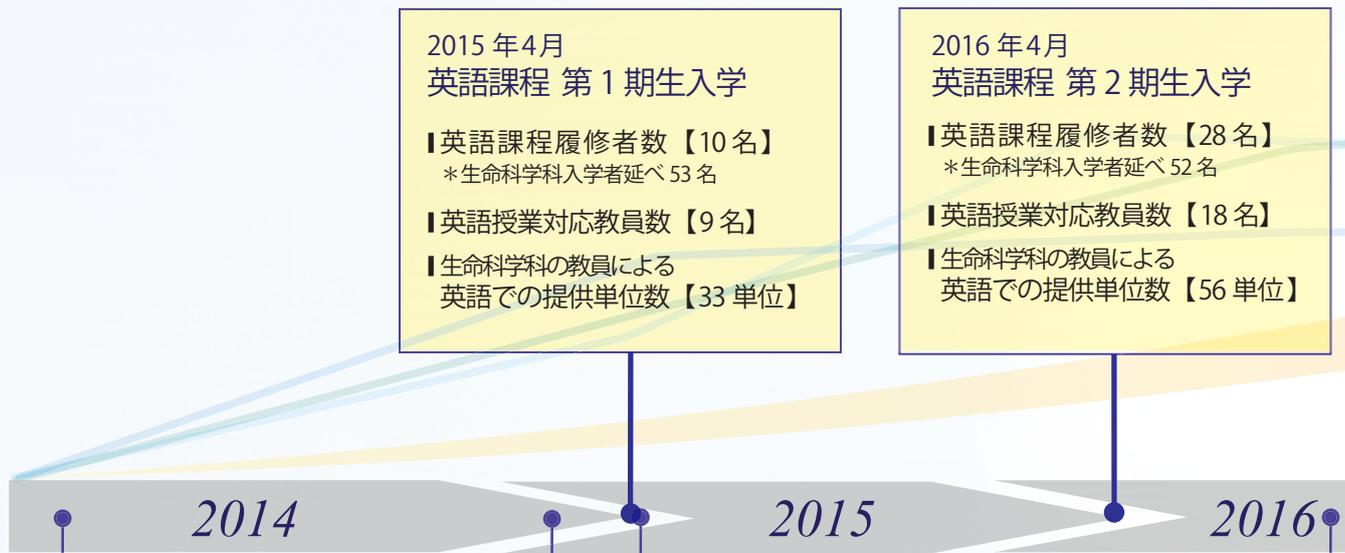 2015 年4月
英語課程 第 1 期生入学
英語課程履修者数【10 名】
＊生命科学科入学者延べ 53 名
英語授業対応教員数【9 名】
生命科学科の教員による
英語での提供単位数【33 単位】
2016 年4月
英語課程 第 2 期生入学
英語課程履修者数【28 名】
＊生命科学科入学者延べ 52 名
英語授業対応教員数【18 名】
生命科学科の教員による
英語での提供単位数【56 単位】
2014
2015
2016